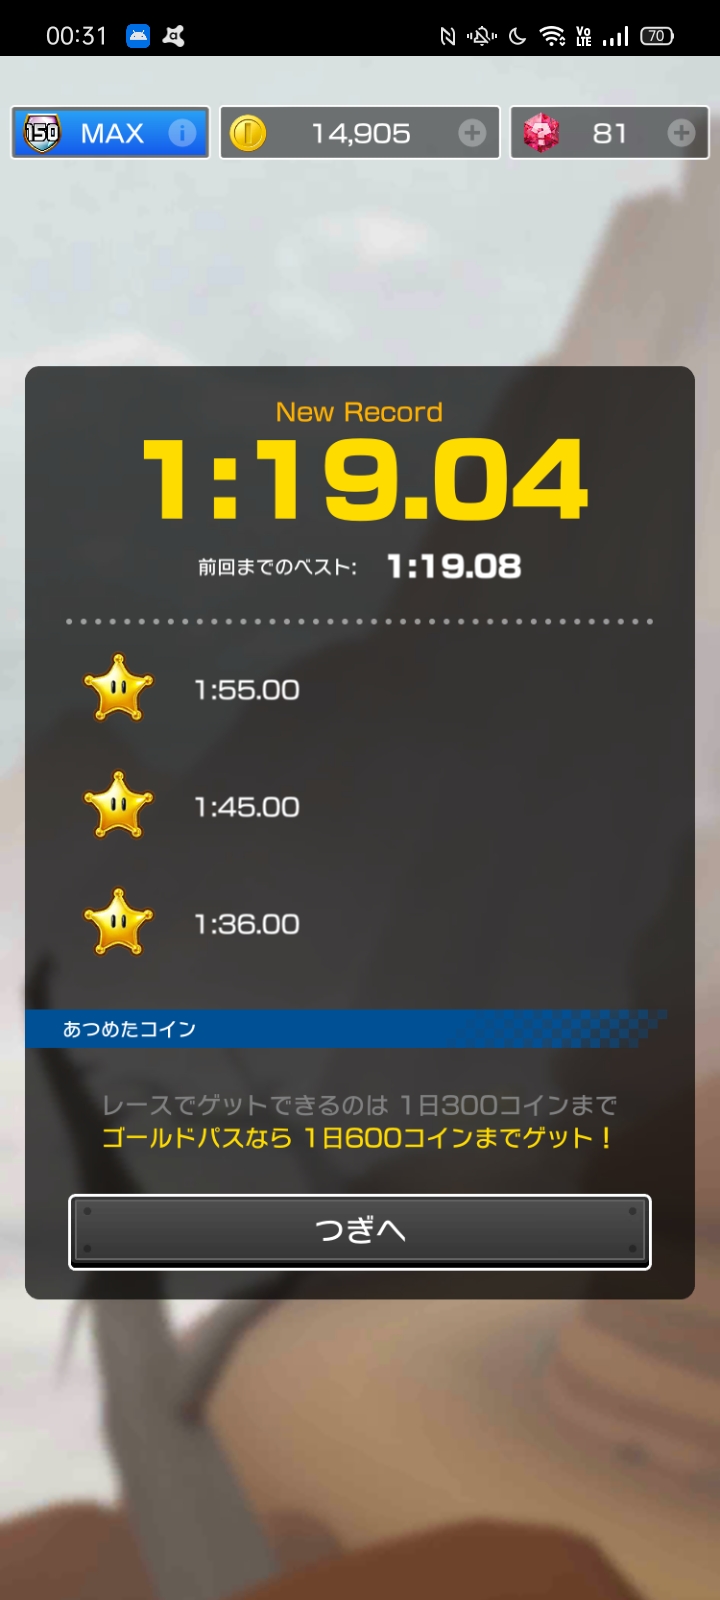 00:31 Vo LTE 70
150 MAX i 14,905 + ? 81 +
New Record
1:19.04
前回までのベスト: 1:19.08
1:55.00
1:45.00
1:36.00
あつめたコイン
レースでゲットできるのは 1日300コインまで
ゴールドパスなら 1日600コインまでゲット！
つぎへ